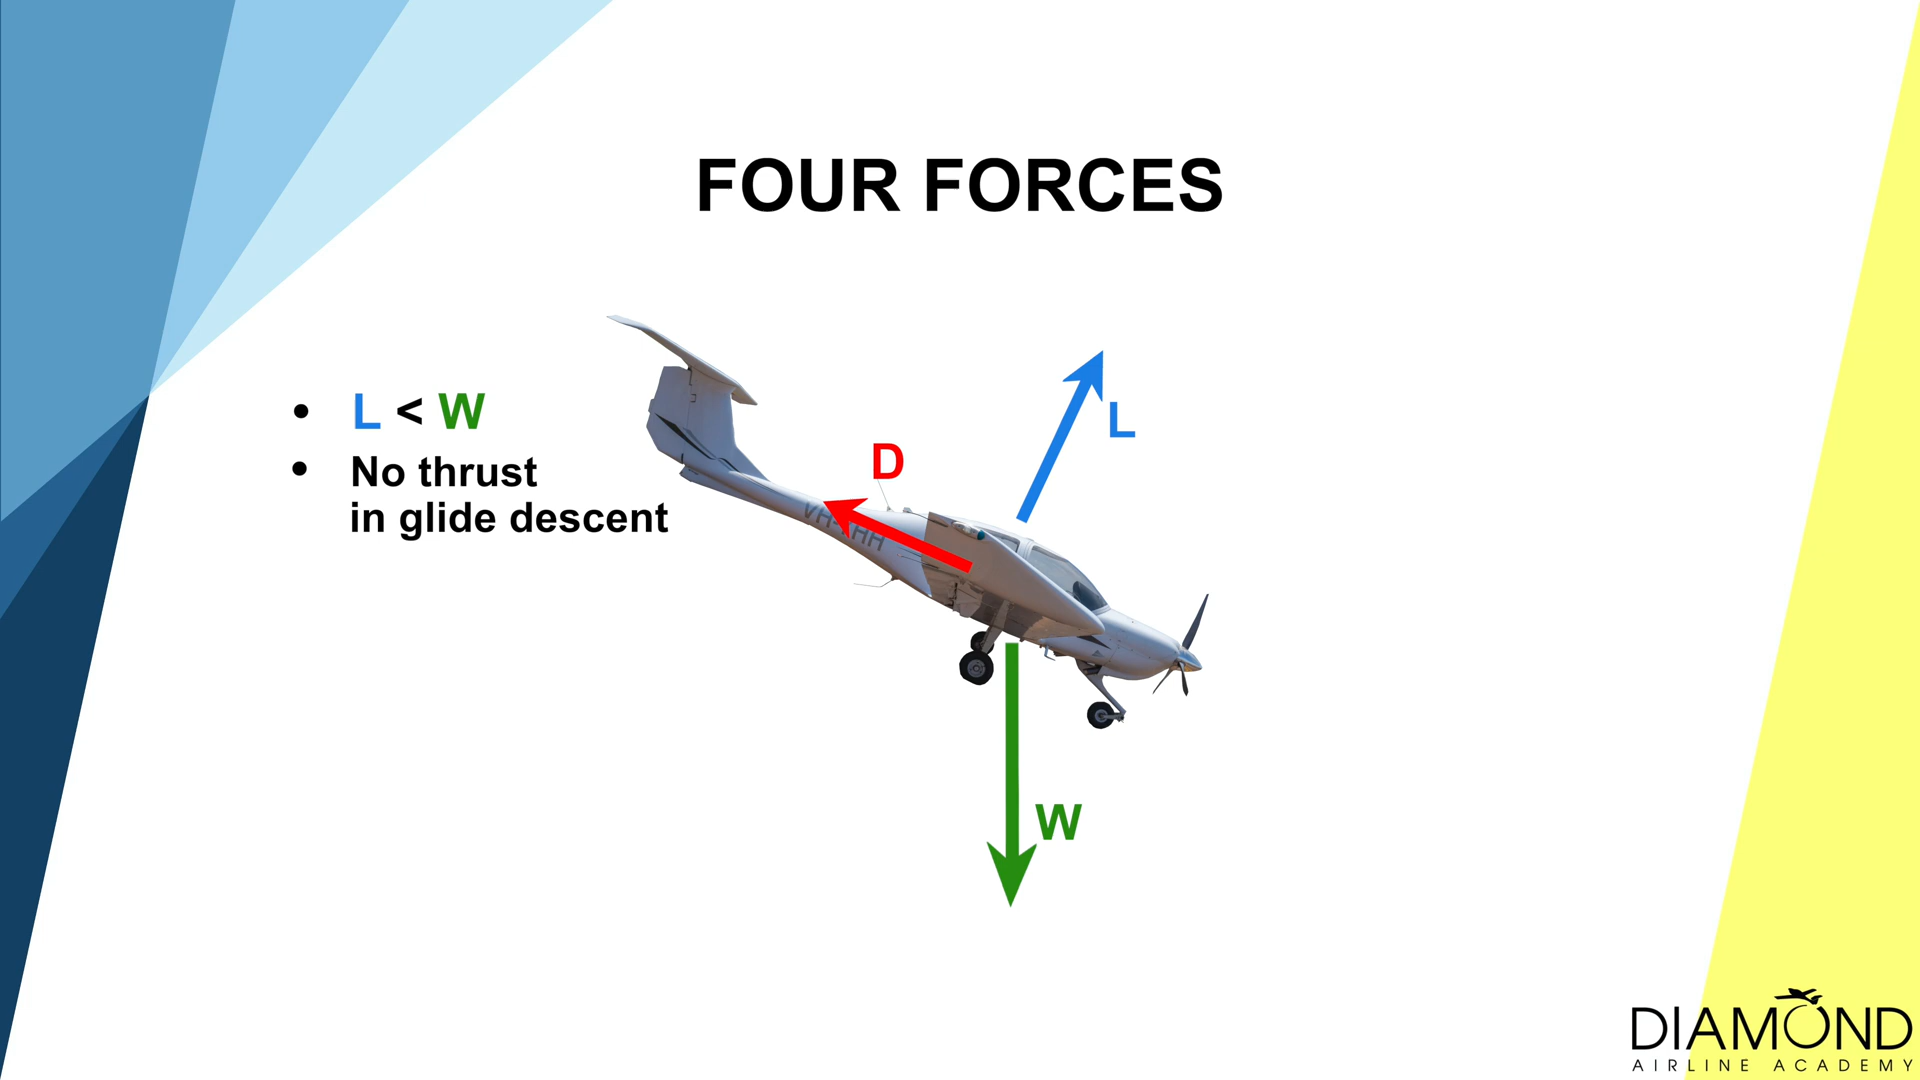 FOUR FORCES
• L < W
• No thrust
in glide descent
D
L
W
DIAMOND
AIRLINE ACADEMY